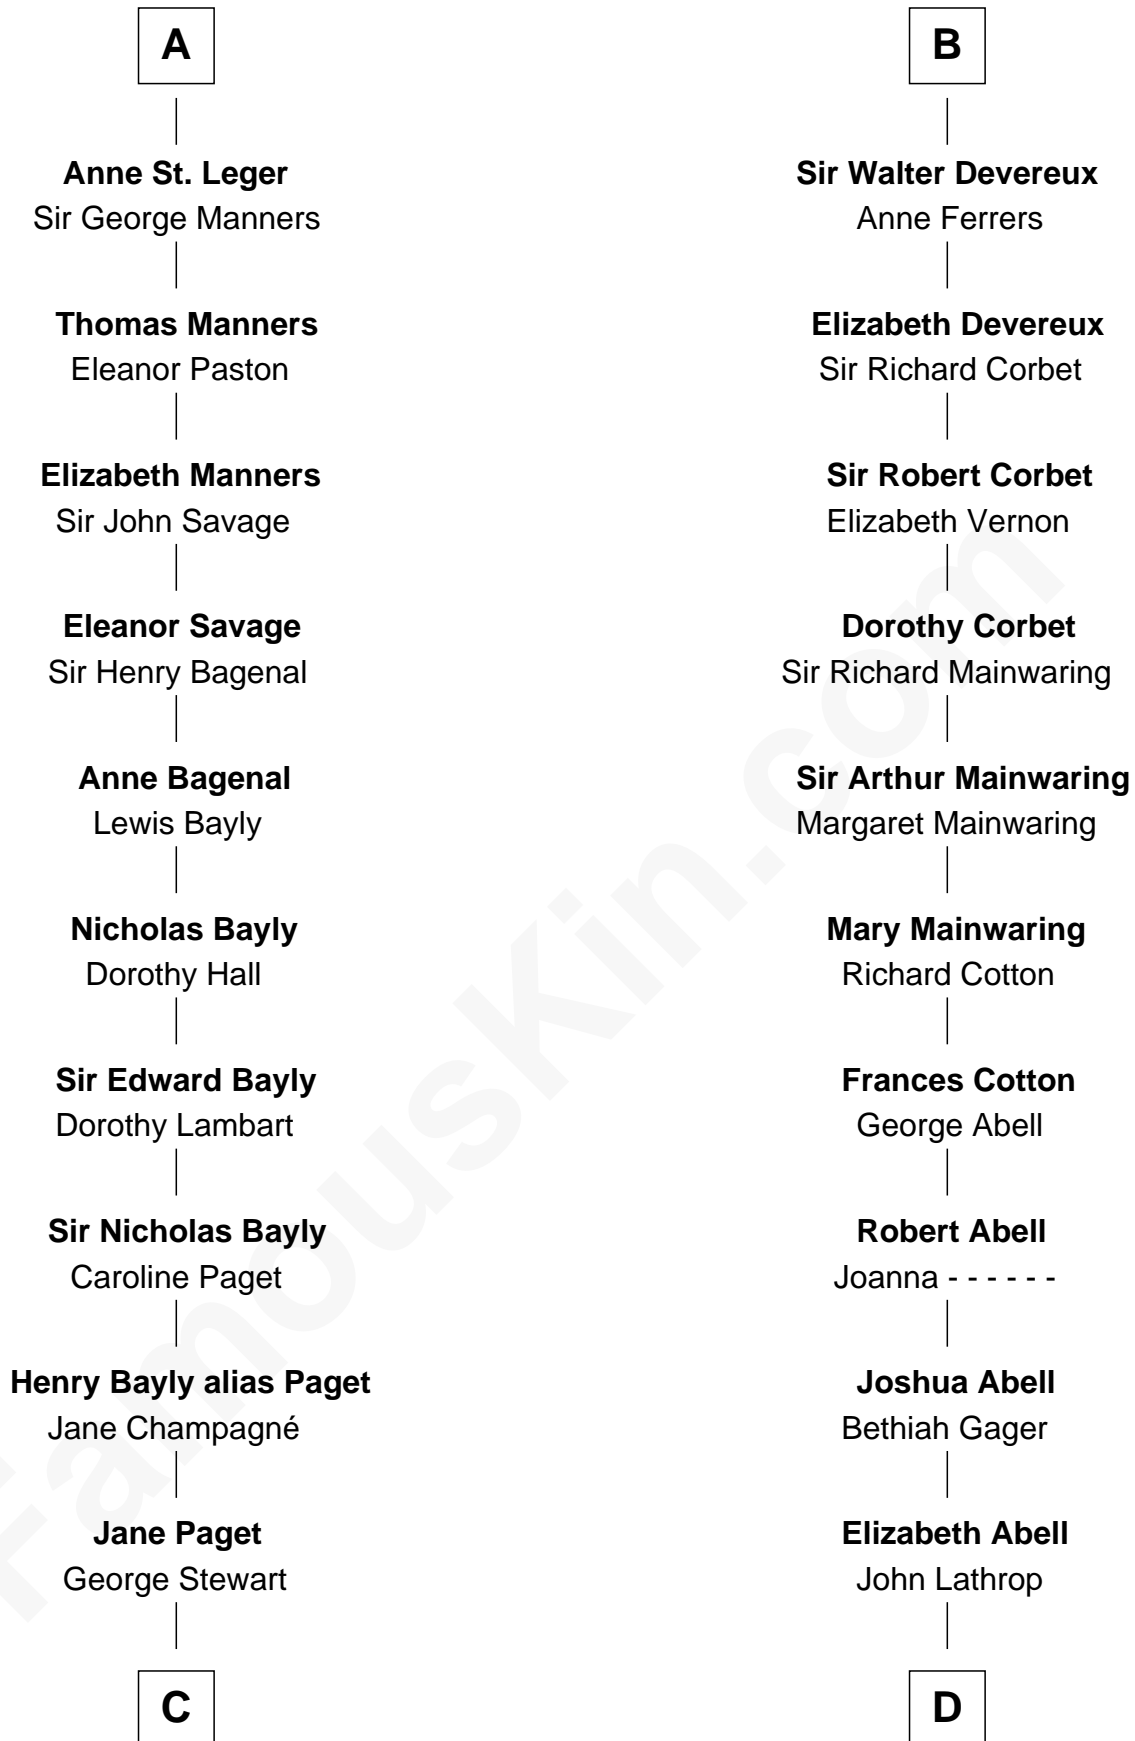 A
Anne St. Leger
Sir George Manners
Thomas Manners
Eleanor Paston
Elizabeth Manners
Sir John Savage
Eleanor Savage
Sir Henry Bagenal
Anne Bagenal
Lewis Bayly
Nicholas Bayly
Dorothy Hall
Sir Edward Bayly
Dorothy Lambart
Sir Nicholas Bayly
Caroline Paget
Henry Bayly alias Paget
Jane Champagné
Jane Paget
George Stewart
C
B
Sir Walter Devereux
Anne Ferrers
Elizabeth Devereux
Sir Richard Corbet
Sir Robert Corbet
Elizabeth Vernon
Dorothy Corbet
Sir Richard Mainwaring
Sir Arthur Mainwaring
Margaret Mainwaring
Mary Mainwaring
Richard Cotton
Frances Cotton
George Abell
Robert Abell
Joanna - - - - - -
Joshua Abell
Bethiah Gager
Elizabeth Abell
John Lathrop
D
FamousKin.com